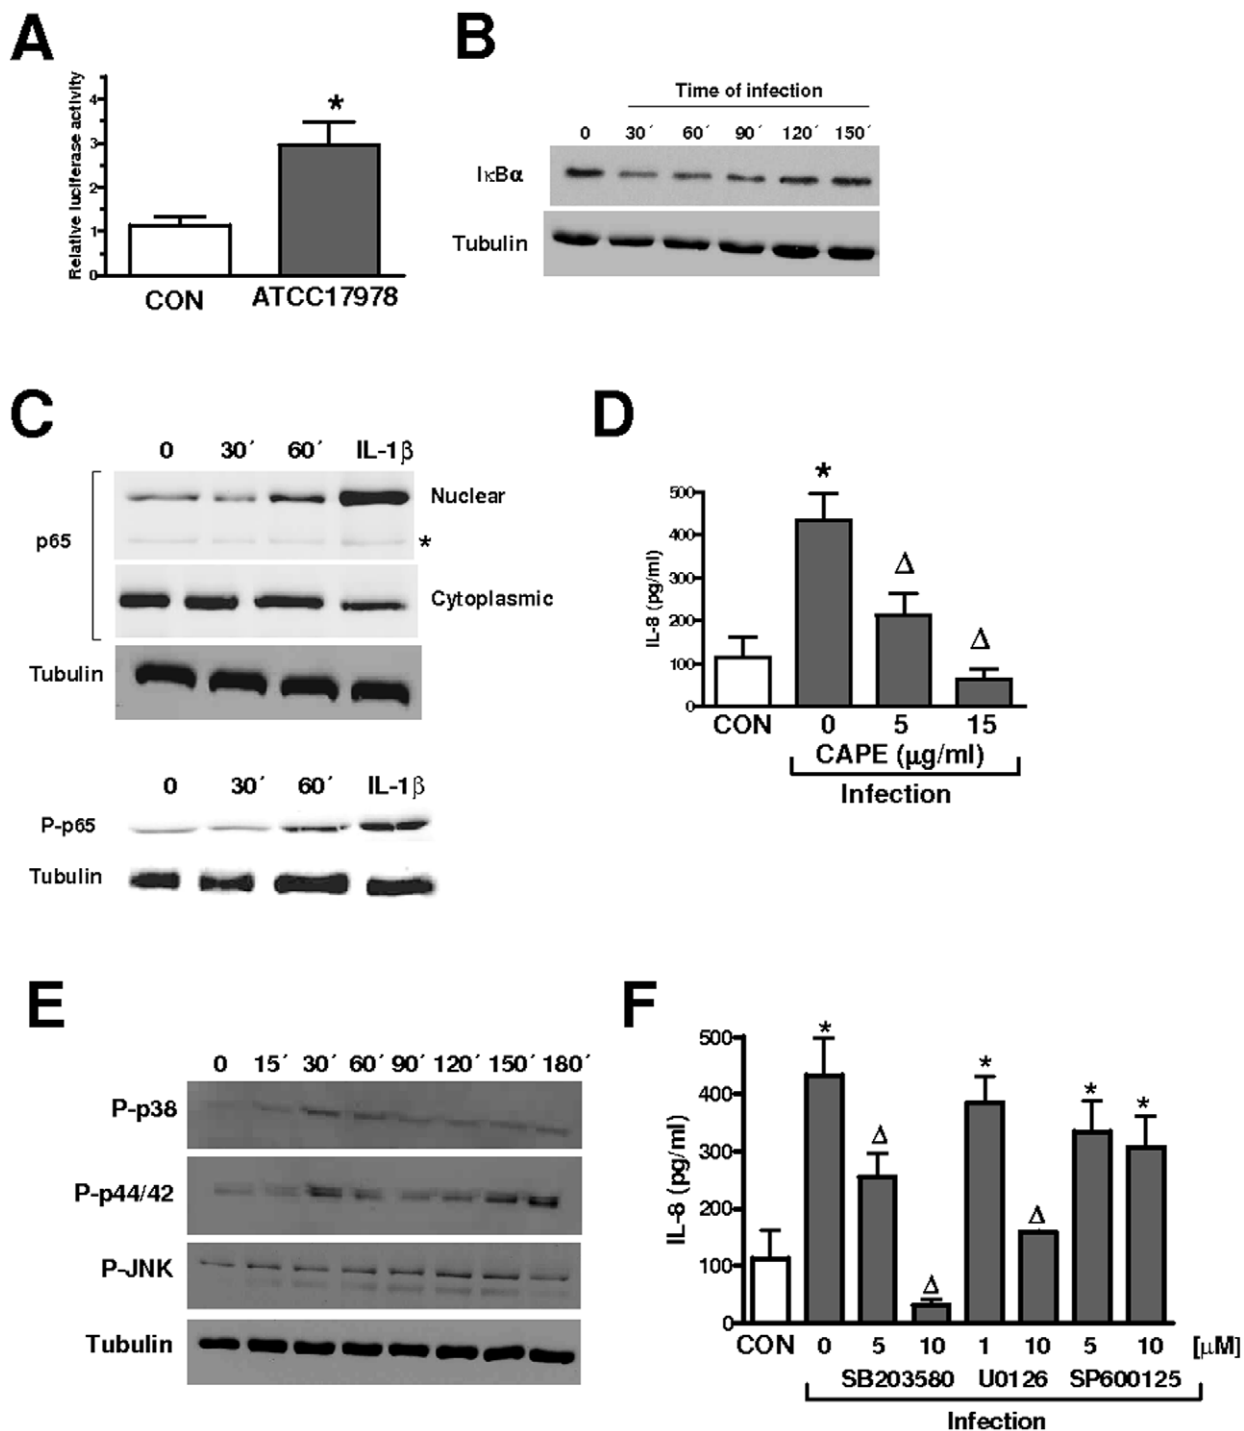 A
Relative luciferase activity
4
3
2
1
0
*
CON
ATCC17978
B
Time of infection
0 30´ 60´ 90´ 120´ 150´
IκBα
Tubulin
C
0 30´ 60´ IL-1β
p65
Nuclear
*
Cytoplasmic
Tubulin
0 30´ 60´ IL-1β
P-p65
Tubulin
D
IL-8 (pg/ml)
500
400
300
200
100
0
*
Δ
Δ
CON 0 5 15
CAPE (μg/ml)
Infection
E
0 15´ 30´ 60´ 90´ 120´ 150´ 180´
P-p38
P-p44/42
P-JNK
Tubulin
F
IL-8 (pg/ml)
500
400
300
200
100
0
*
Δ
Δ
*
Δ
*
*
CON 0 5 10 1 10 5 10 [μM]
SB203580 U0126 SP600125
Infection